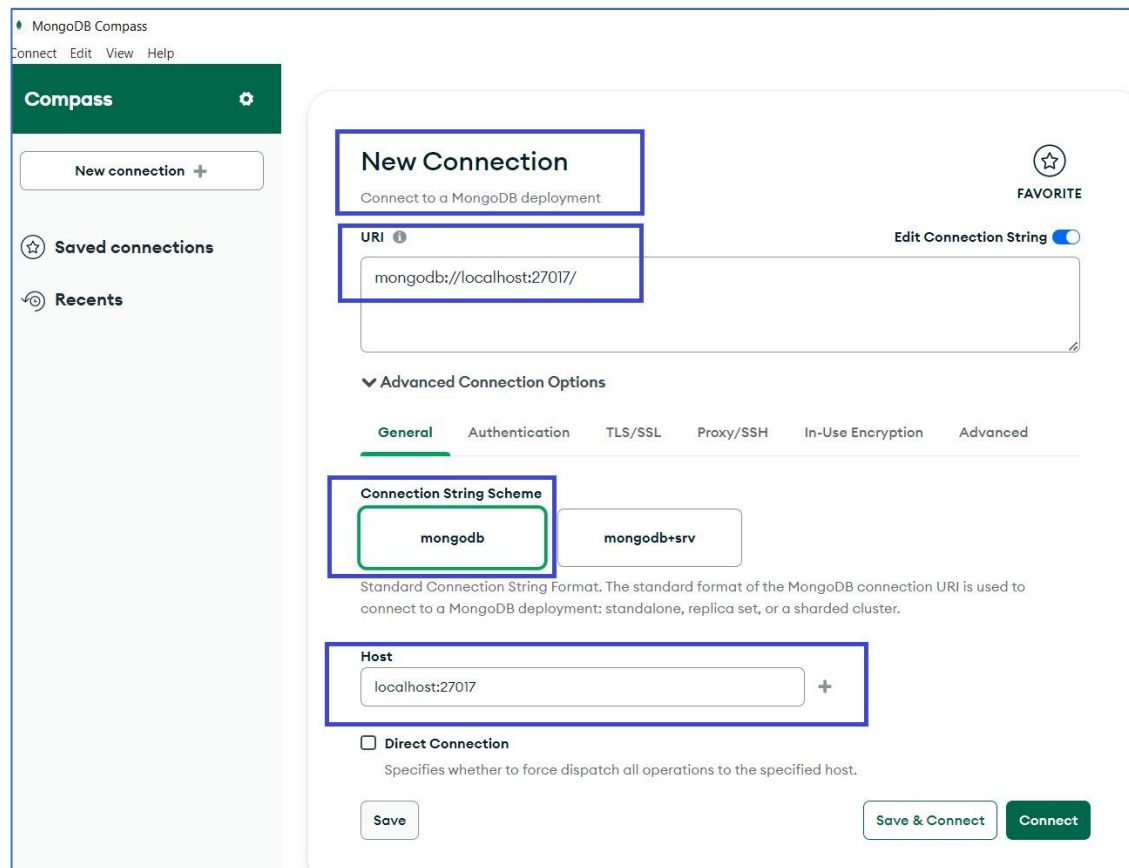 MongoDB Compass
Connect Edit View Help
Compass
New connection
Saved connections
Recents
New Connection
Connect to a MongoDB deployment
FAVORITE
URI
Edit Connection String
mongodb://localhost:27017/
Advanced Connection Options
General Authentication TLS/SSL Proxy/SSH In-Use Encryption Advanced
Connection String Scheme
mongodb mongodb+srv
Standard Connection String Format. The standard format of the MongoDB connection URI is used to
connect to a MongoDB deployment: standalone, replica set, or a sharded cluster.
Host
localhost:27017
Direct Connection
Specifies whether to force dispatch all operations to the specified host.
Save Save & Connect Connect